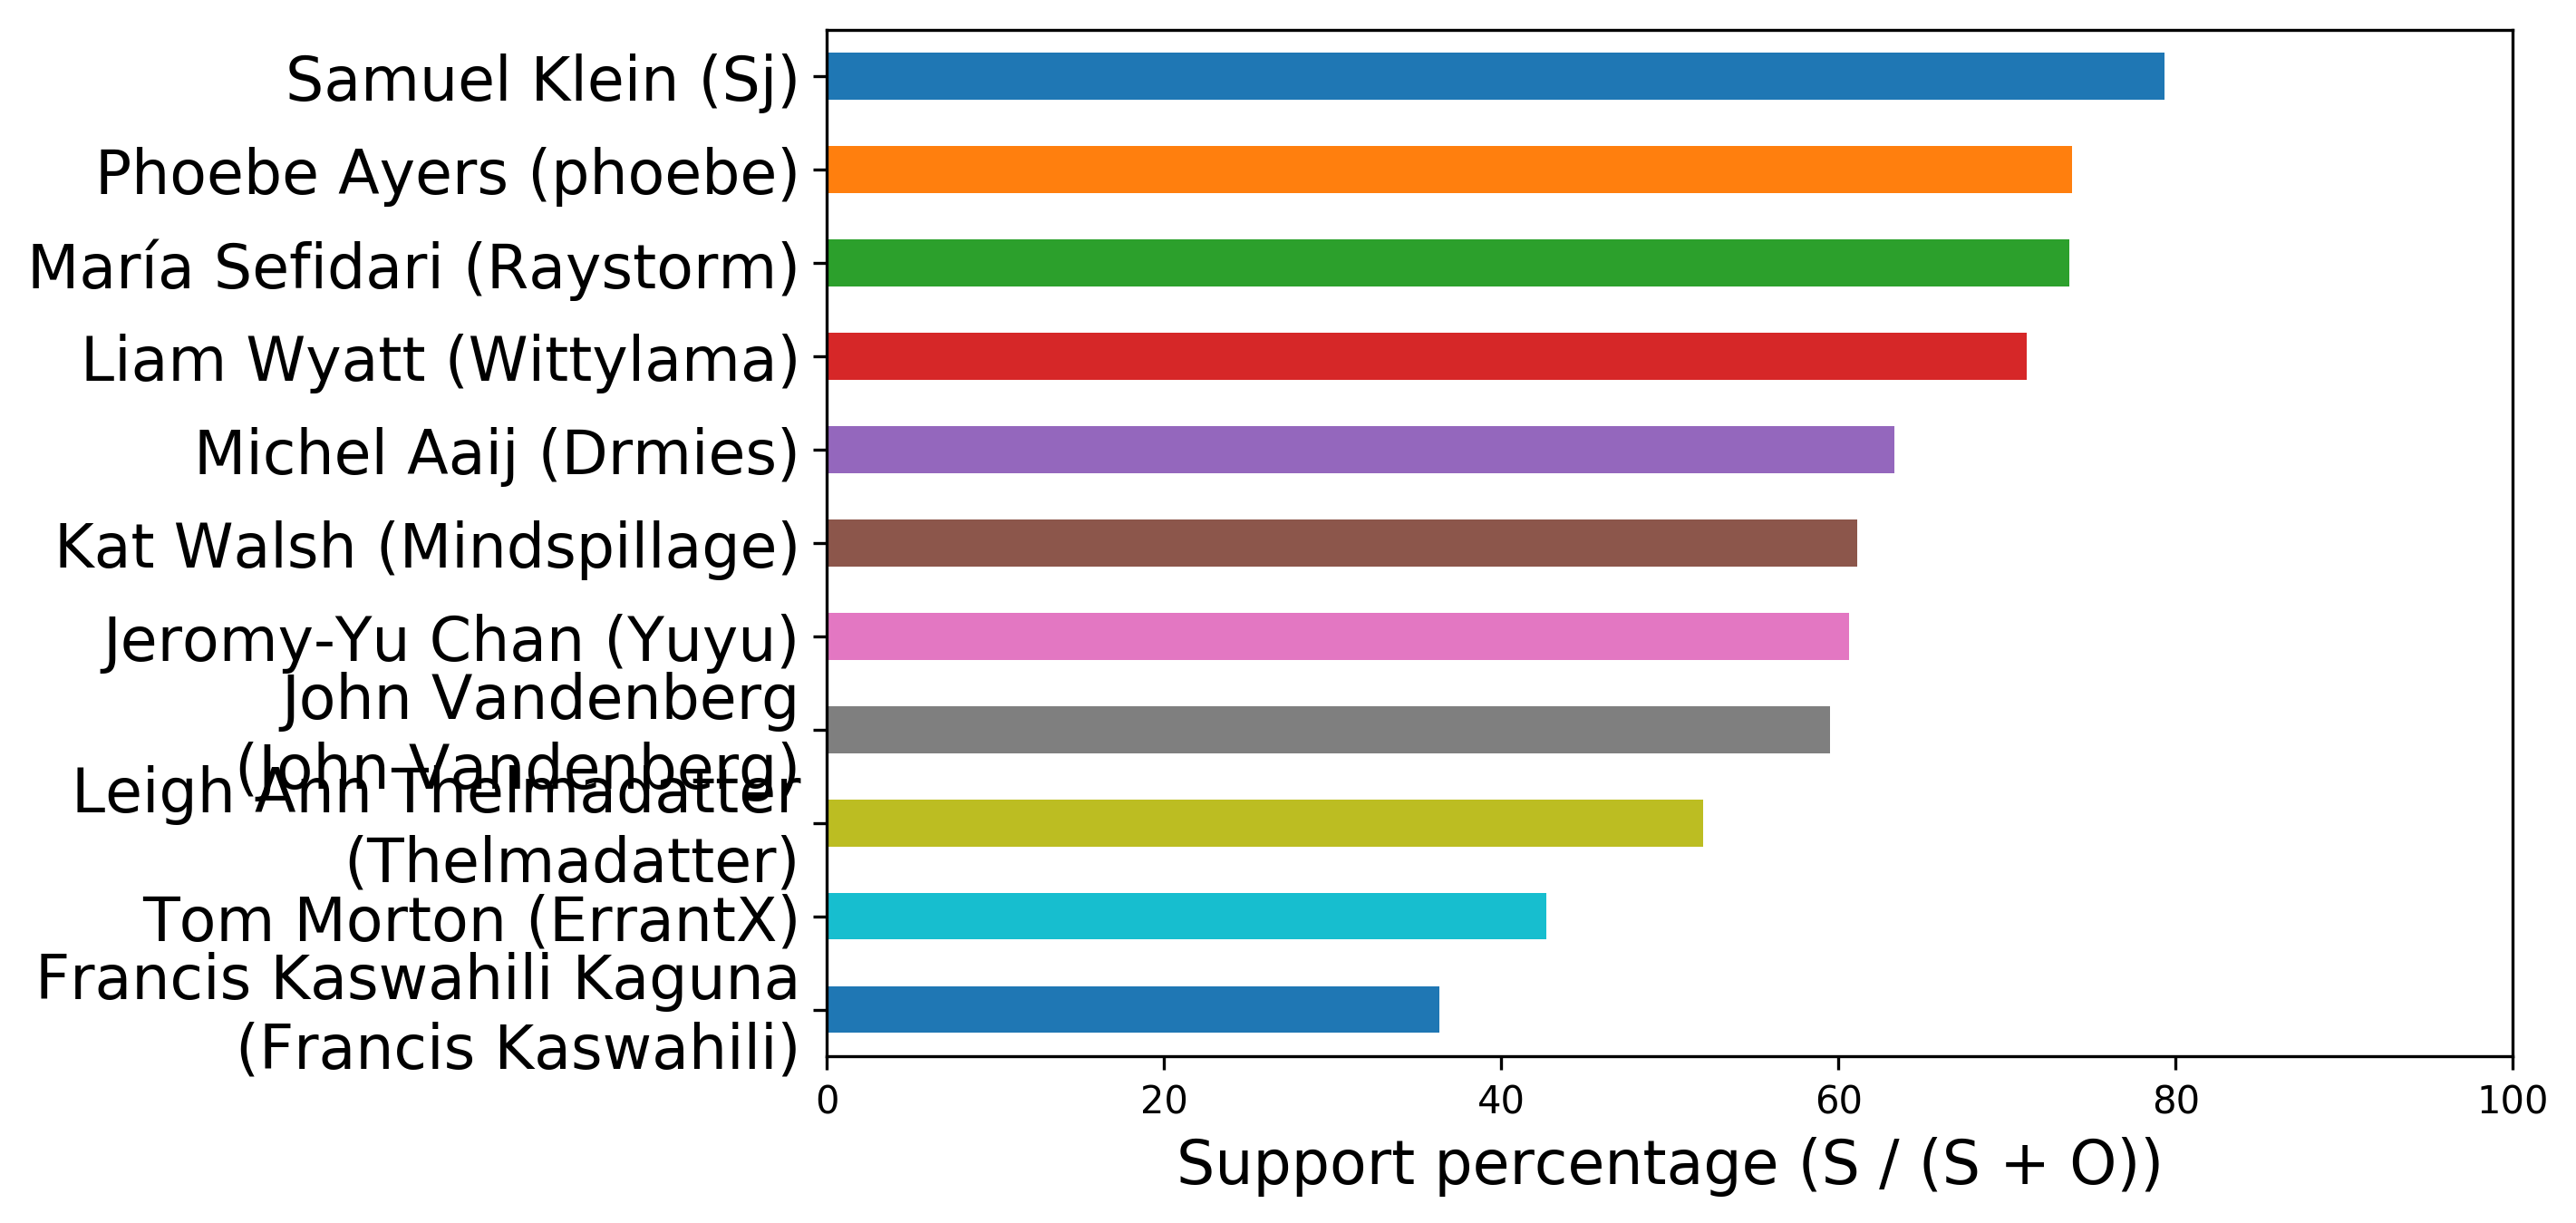 Samuel Klein (Sj)
Phoebe Ayers (phoebe)
María Sefidari (Raystorm)
Liam Wyatt (Wittylama)
Michel Aaij (Drmies)
Kat Walsh (Mindspillage)
Jeromy-Yu Chan (Yuyu)
John Vandenberg
(John Vandenberg)
Leigh Ann Thelmadatter
(Thelmadatter)
Tom Morton (ErrantX)
Francis Kaswahili Kaguna
(Francis Kaswahili)
0 20 40 60 80 100
Support percentage (S / (S + O))